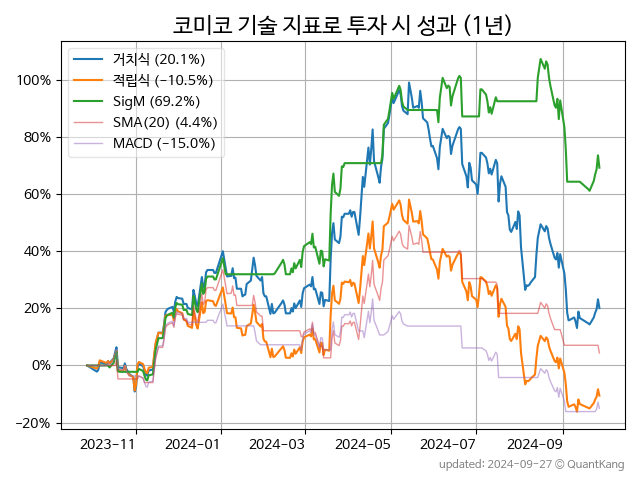 코미코 기술 지표로 투자 시 성과 (1년)
거치식 (20.1%)
적립식 (−10.5%)
SigM (69.2%)
SMA(20) (4.4%)
MACD (−15.0%)
100%
80%
60%
40%
20%
0%
−20%
2023-11 2024-01 2024-03 2024-05 2024-07 2024-09
updated: 2024-09-27 @ QuantKang